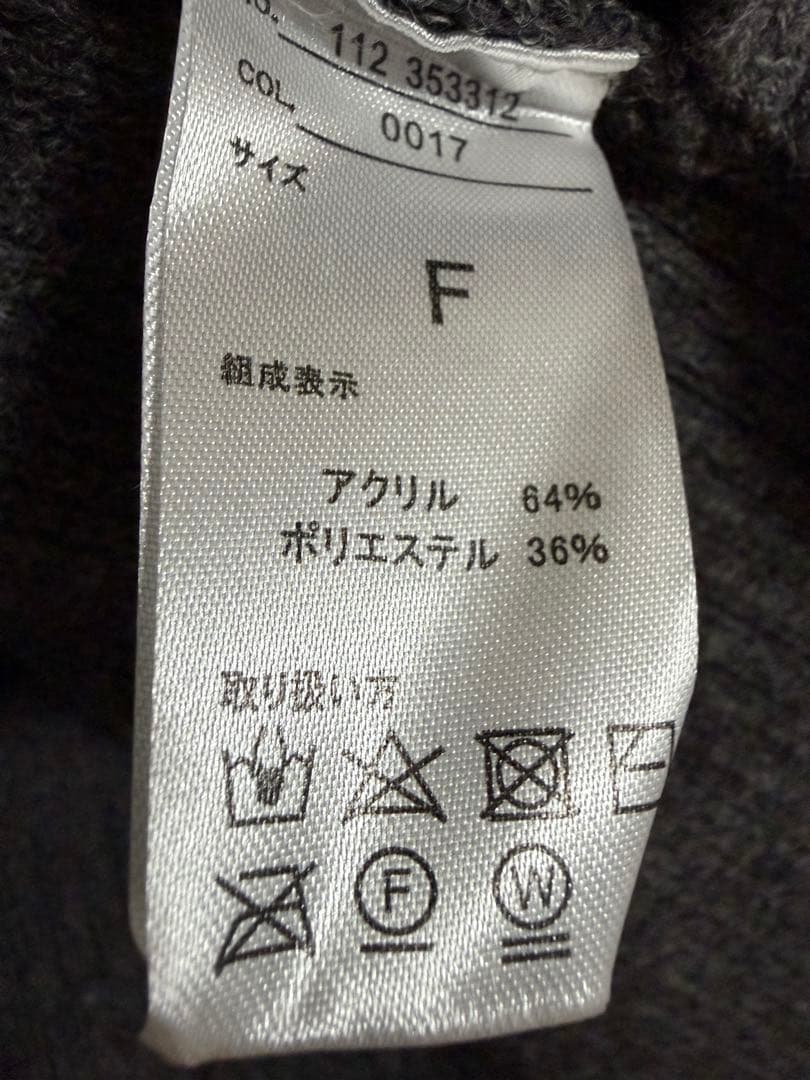 No. 112 353312
COL. 0017
サイズ
F
組成表示
アクリル 64%
ポリエステル 36%
取り扱い方
F
W